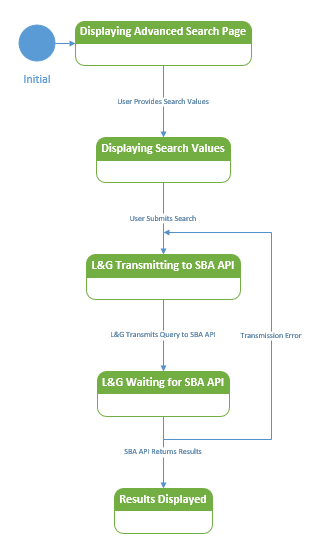 Displaying Advanced Search Page
Initial
User Provides Search Values
Displaying Search Values
User Submits Search
L&G Transmitting to SBA API
L&G Transmits Query to SBA API
Transmission Error
L&G Waiting for SBA API
SBA API Returns Results
Results Displayed